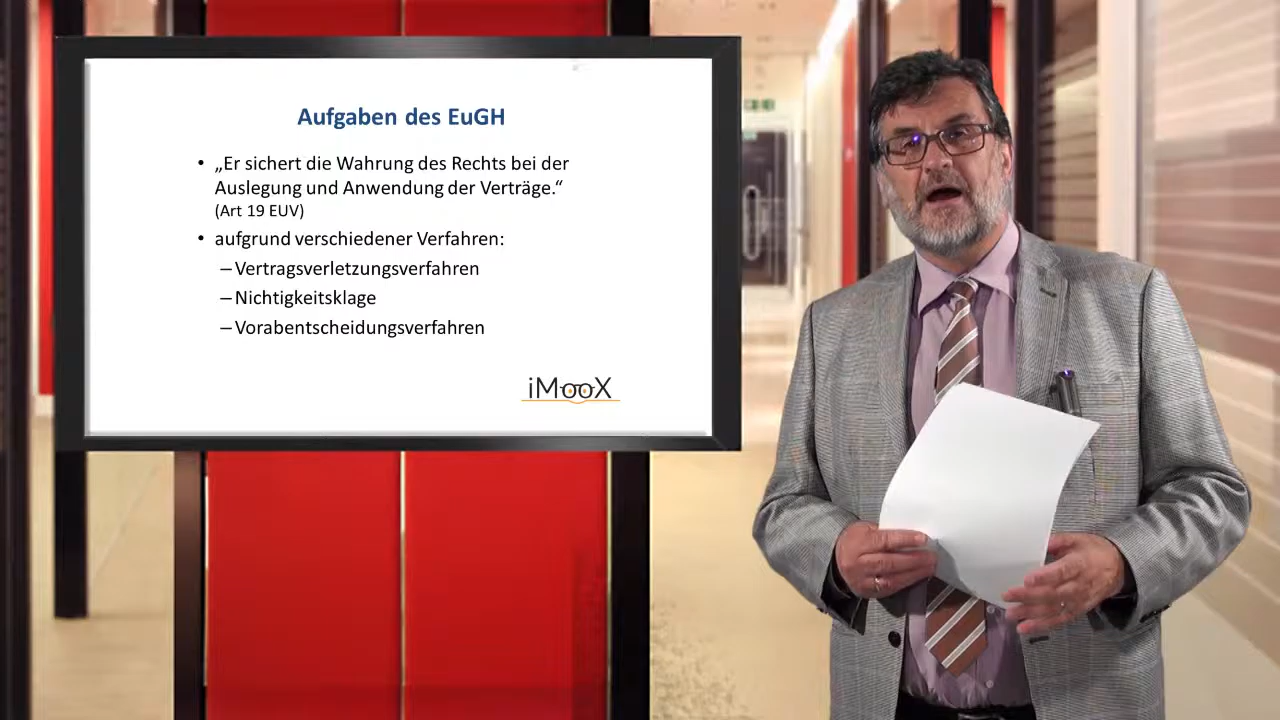 Aufgaben des EuGH
• „Er sichert die Wahrung des Rechts bei der
Auslegung und Anwendung der Verträge.“
(Art 19 EUV)
• aufgrund verschiedener Verfahren:
– Vertragsverletzungsverfahren
– Nichtigkeitsklage
– Vorabentscheidungsverfahren
iMooX